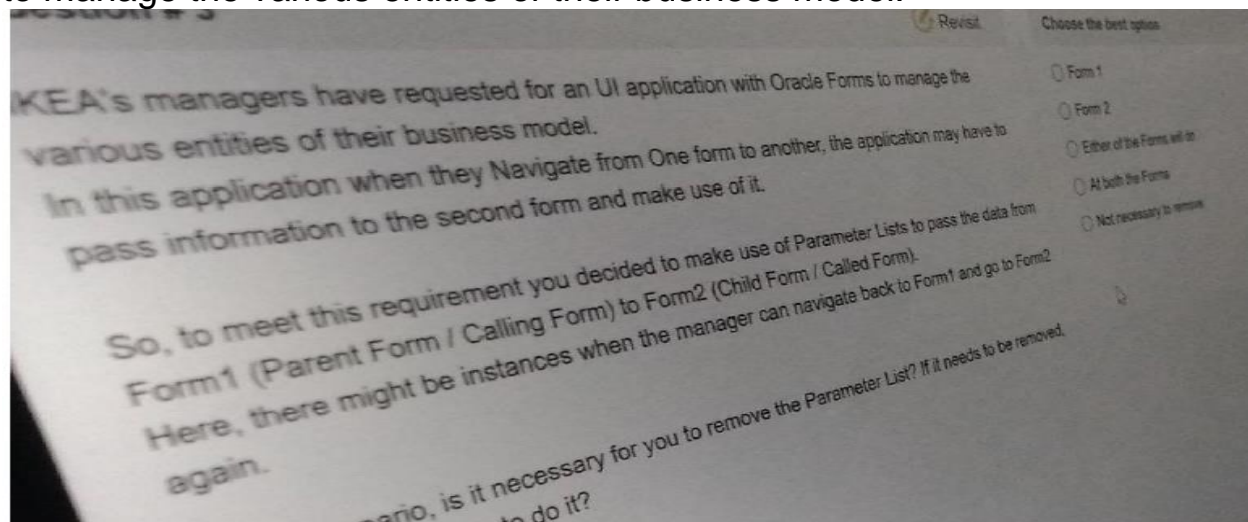 to manage the various entities of their business model.
Question # 3
Revisit
Choose the best option
IKEA's managers have requested for an UI application with Oracle Forms to manage the
various entities of their business model.
In this application when they Navigate from One form to another, the application may have to
pass information to the second form and make use of it.
So, to meet this requirement you decided to make use of Parameter Lists to pass the data from
Form1 (Parent Form / Calling Form) to Form2 (Child Form / Called Form).
Here, there might be instances when the manager can navigate back to Form1 and go to Form2
again.
is it necessary for you to remove the Parameter List? If it needs to be removed,
to do it?
Form 1
Form 2
Either of the Forms will do
At both the Forms
Not necessary to remove